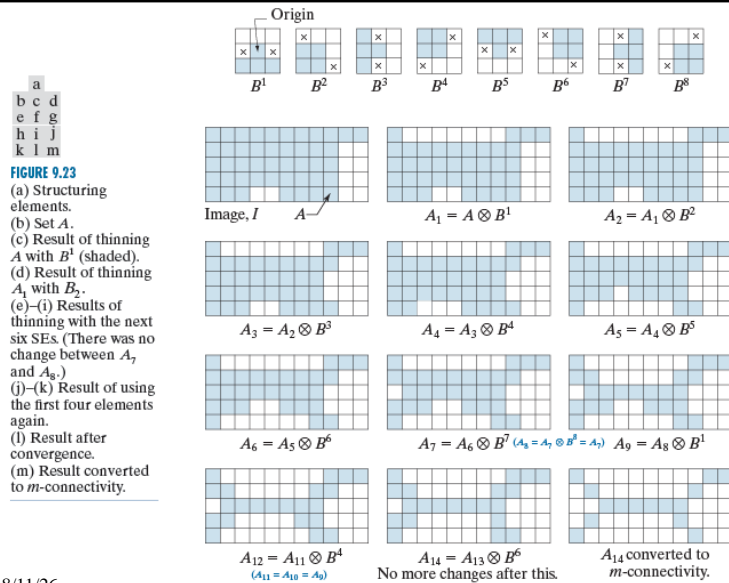 Origin
B¹ B² B³ B⁴ B⁵ B⁶ B⁷ B⁸
a
b c d
e f g
h i j
k l m
FIGURE 9.23
(a) Structuring
elements.
(b) Set A.
(c) Result of thinning
A with B¹ (shaded).
(d) Result of thinning
A₁ with B₂.
(e)–(i) Results of
thinning with the next
six SEs. (There was no
change between A₇
and A₈.)
(j)–(k) Result of using
the first four elements
again.
(l) Result after
convergence.
(m) Result converted
to m-connectivity.
Image, I A
A₁ = A ⊗ B¹
A₂ = A₁ ⊗ B²
A₃ = A₂ ⊗ B³
A₄ = A₃ ⊗ B⁴
A₅ = A₄ ⊗ B⁵
A₆ = A₅ ⊗ B⁶
A₇ = A₆ ⊗ B⁷ (A₈ = A₇ ⊗ B⁸ = A₇)
A₉ = A₈ ⊗ B¹
A₁₂ = A₁₁ ⊗ B⁴
(A₁₁ = A₁₀ = A₉)
A₁₄ = A₁₃ ⊗ B⁶
No more changes after this.
A₁₄ converted to
m-connectivity.